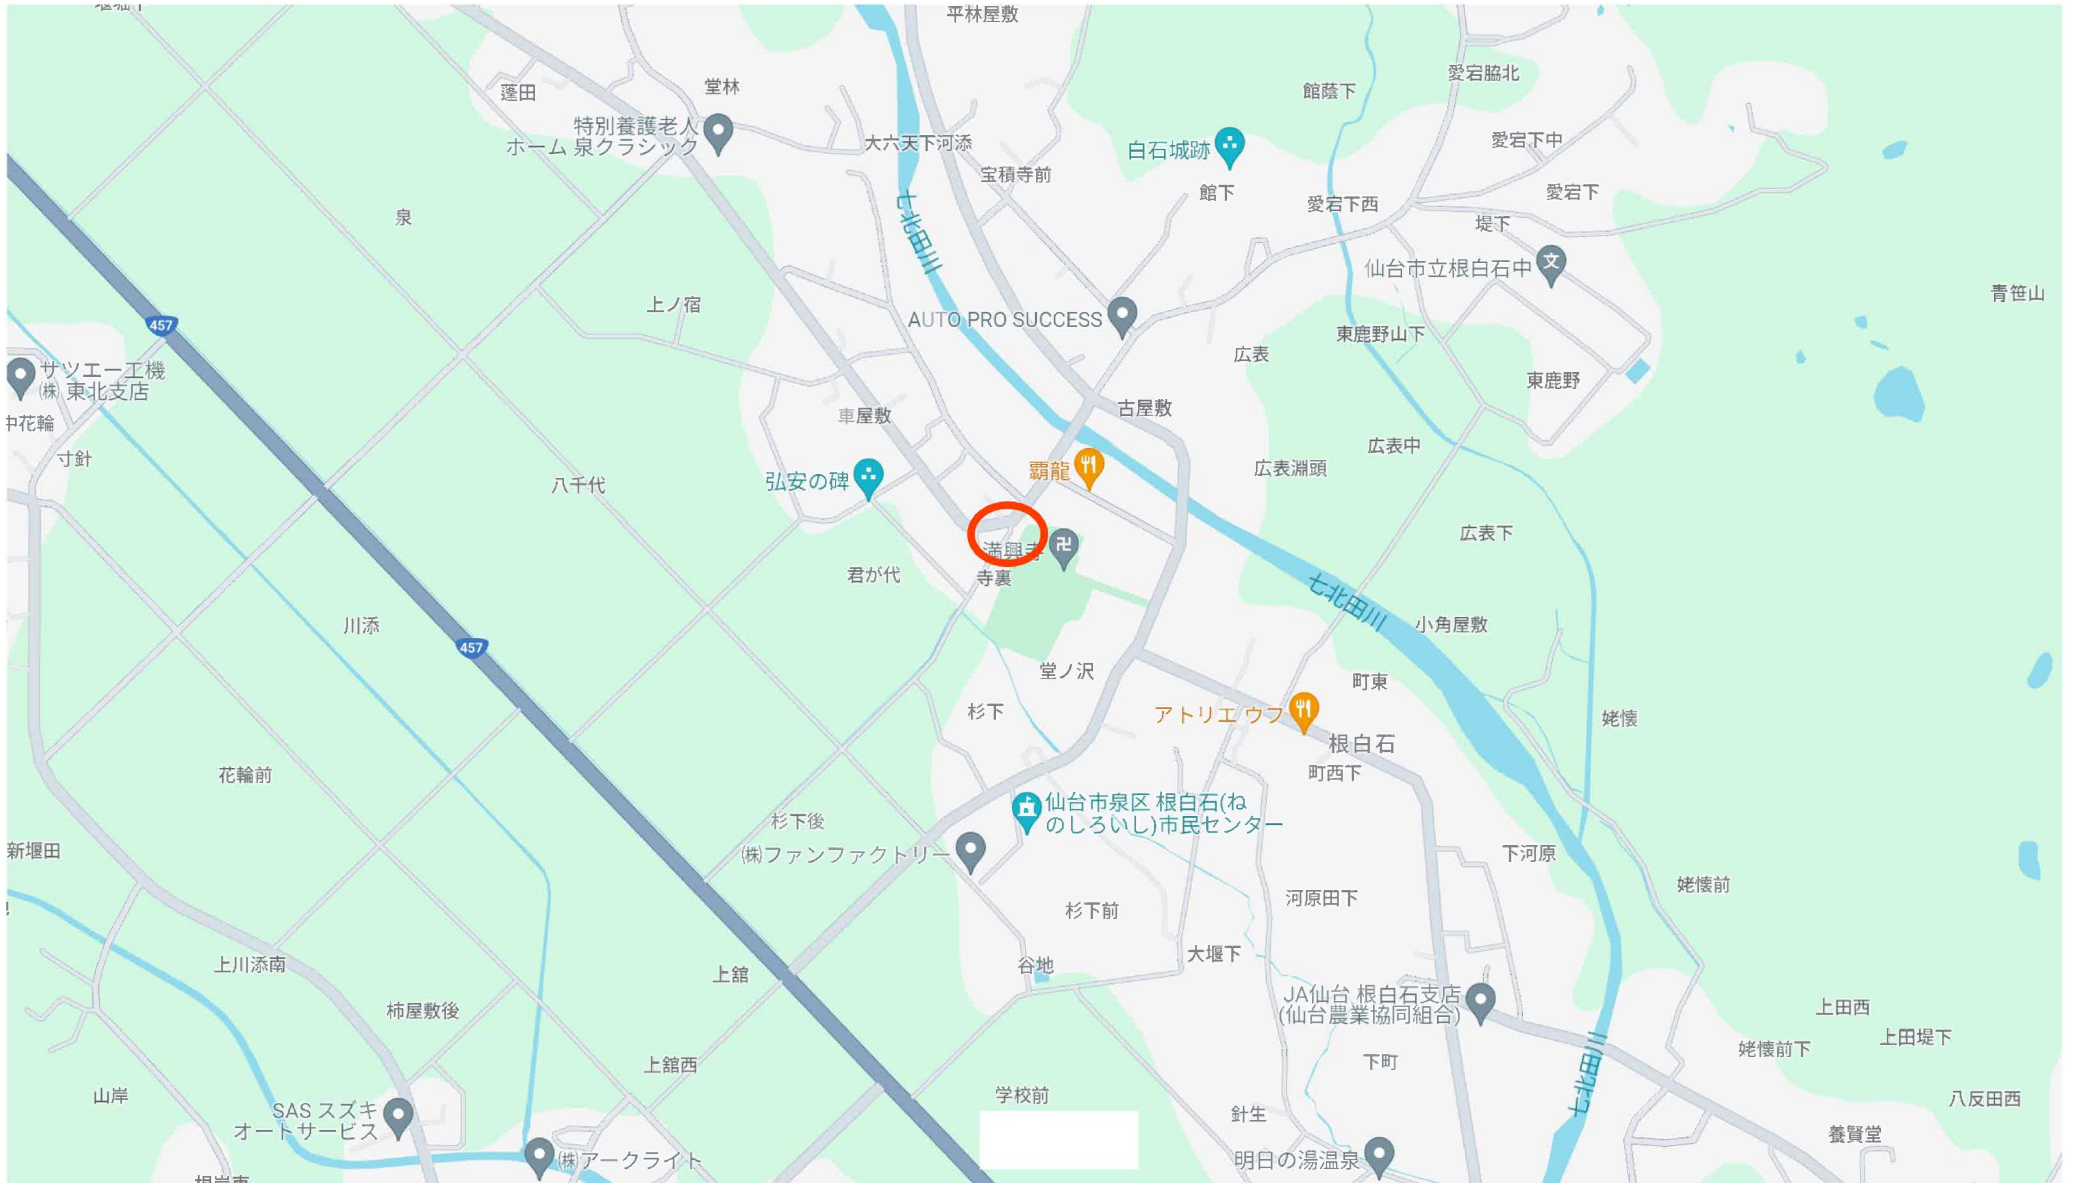 平林屋敷
愛宕脇北
蓬田
堂林
館蔭下
特別養護老人
ホーム 泉クラシック
大六天下河添
白石城跡
愛宕下中
宝積寺前
館下
愛宕下西
愛宕下
泉
七北田川
堤下
仙台市立根白石中
文
上ノ宿
青笹山
AUTO PRO SUCCESS
457
東鹿野山下
広表
サツエー工機
㈱ 東北支店
東鹿野
中花輪
車屋敷
古屋敷
寸針
広表中
覇龍
広表淵頭
弘安の碑
八千代
広表下
満興寺
卍
君が代
寺裏
川添
七北田川
小角屋敷
457
堂ノ沢
町東
杉下
アトリエ ウフ
姥懐
根白石
花輪前
町西下
仙台市泉区 根白石(ね
のしろいし)市民センター
杉下後
新堰田
㈱ファンファクトリー
下河原
姥懐前
杉下前
河原田下
上川添南
上舘
谷地
大堰下
柿屋敷後
JA仙台 根白石支店
(仙台農業協同組合)
上田西
上田堤下
姥懐前下
上舘西
下町
七北田川
山岸
学校前
八反田西
SAS スズキ
オートサービス
針生
養賢堂
㈱アークライト
明日の湯温泉